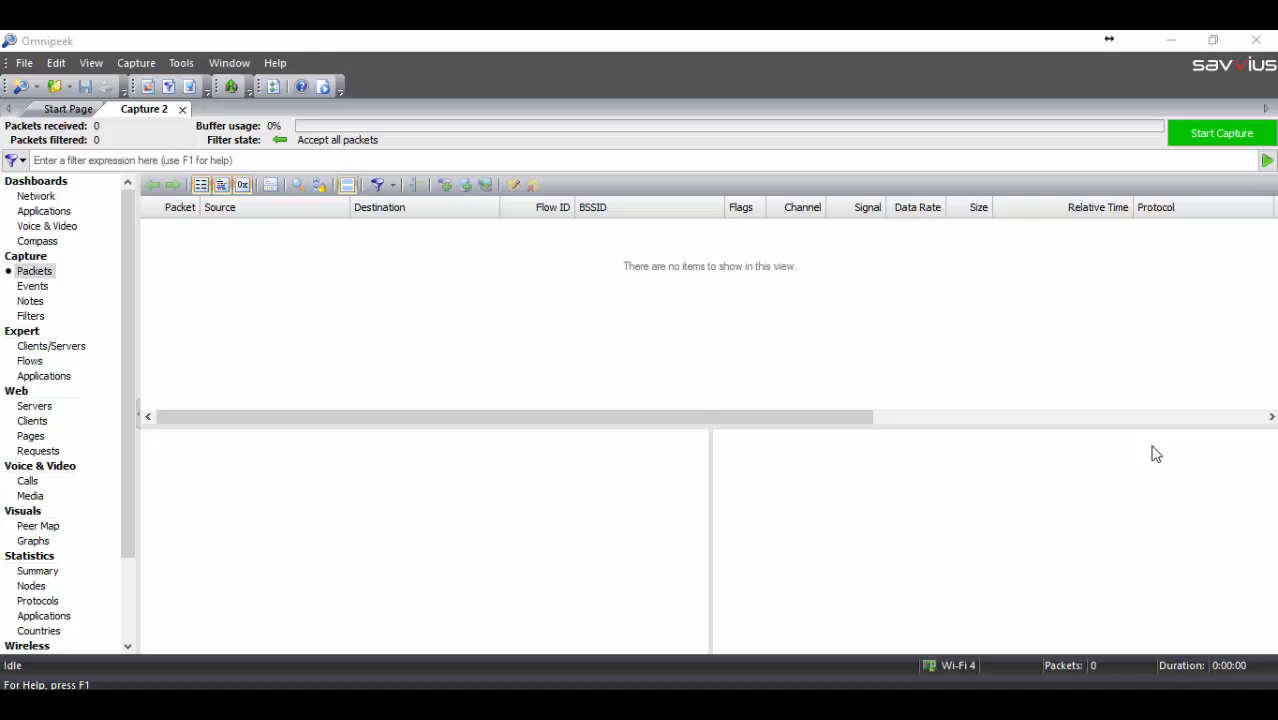 Omnipeek
File Edit View Capture Tools Window Help
savvius
Start Page Capture 2
Packets received: 0 Buffer usage: 0%
Packets filtered: 0 Filter state: Accept all packets
Start Capture
Enter a filter expression here (use F1 for help)
Dashboards
Network
Applications
Voice & Video
Compass
Capture
Packets
Events
Notes
Filters
Expert
Clients/Servers
Flows
Applications
Web
Servers
Clients
Pages
Requests
Voice & Video
Calls
Media
Visuals
Peer Map
Graphs
Statistics
Summary
Nodes
Protocols
Applications
Countries
Wireless
0x
Packet Source Destination Flow ID BSSID Flags Channel Signal Data Rate Size Relative Time Protocol
There are no items to show in this view.
Idle Wi-Fi 4 Packets: 0 Duration: 0:00:00
For Help, press F1